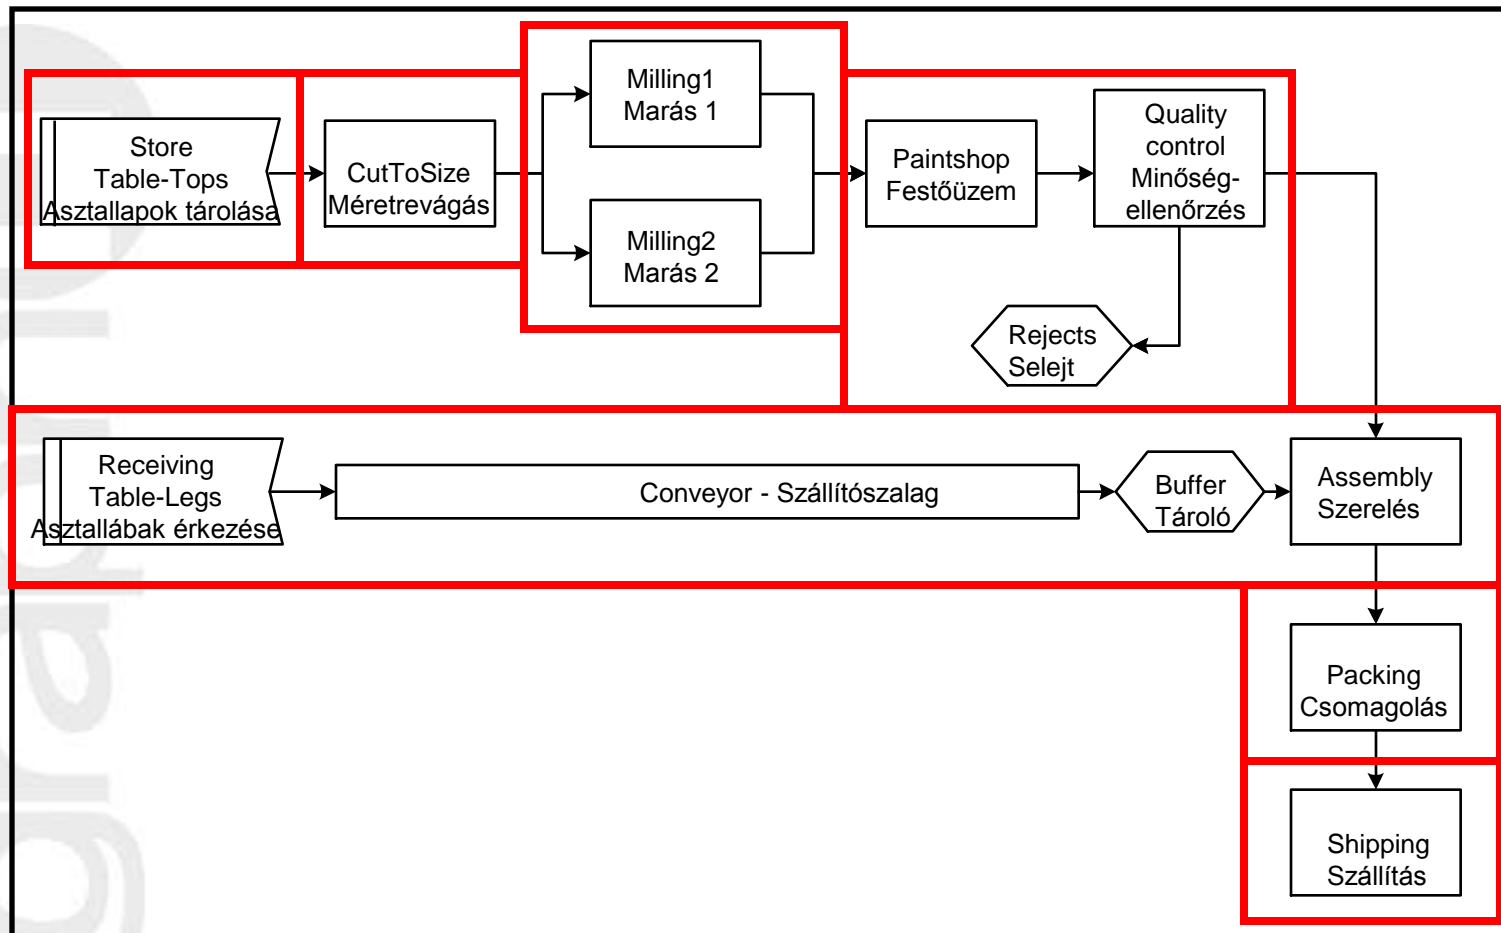 Store
Table-Tops
Asztallapok tárolása
CutToSize
Méretrevágás
Milling1
Marás 1
Milling2
Marás 2
Paintshop
Festőüzem
Quality
control
Minőség-
ellenőrzés
Rejects
Selejt
Receiving
Table-Legs
Asztallábak érkezése
Conveyor - Szállítószalag
Buffer
Tároló
Assembly
Szerelés
Packing
Csomagolás
Shipping
Szállítás